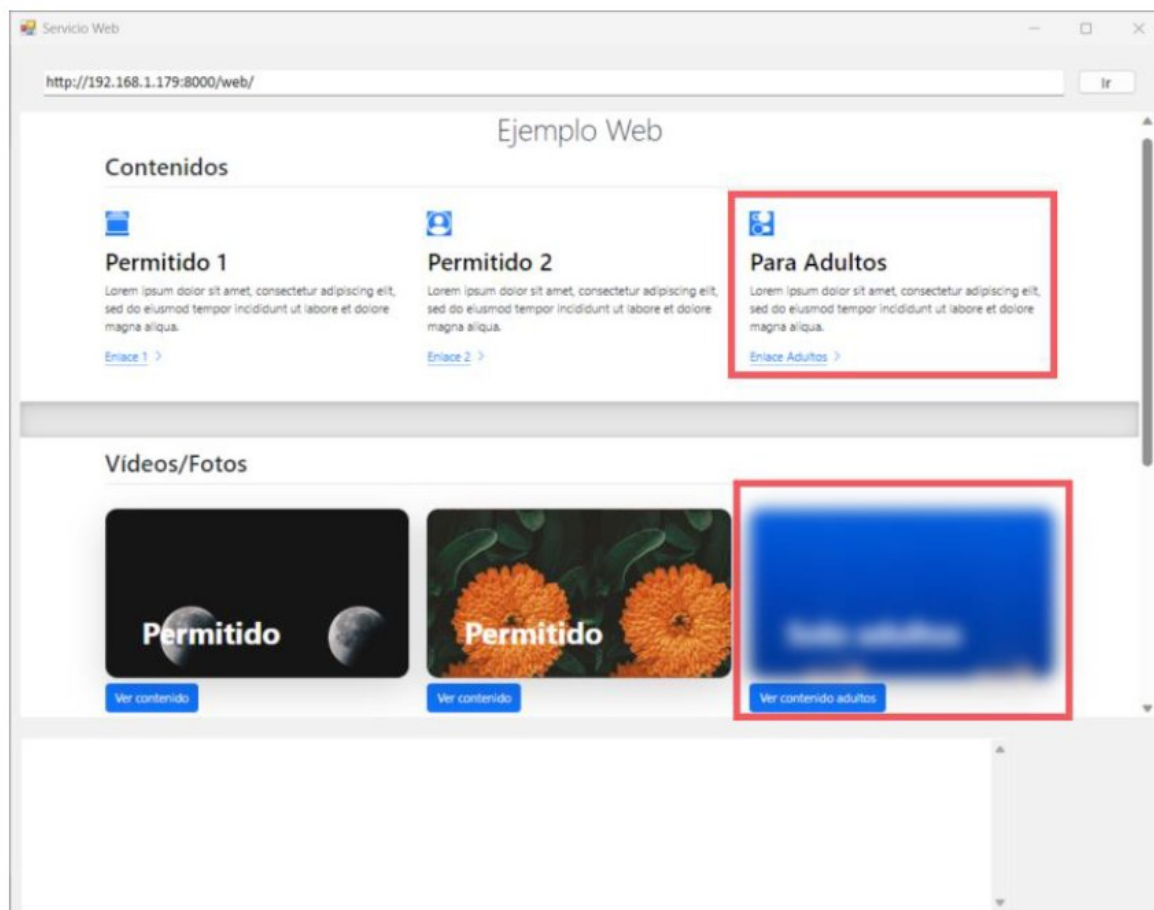 Servicio Web
http://192.168.1.179:8000/web/
Ir
Ejemplo Web
Contenidos
Permitido 1
Lorem ipsum dolor sit amet, consectetur adipiscing elit,
sed do eiusmod tempor incididunt ut labore et dolore
magna aliqua.
Enlace 1
Permitido 2
Lorem ipsum dolor sit amet, consectetur adipiscing elit,
sed do eiusmod tempor incididunt ut labore et dolore
magna aliqua.
Enlace 2
Para Adultos
Lorem ipsum dolor sit amet, consectetur adipiscing elit,
sed do eiusmod tempor incididunt ut labore et dolore
magna aliqua.
Enlace Adultos
Vídeos/Fotos
Permitido
Ver contenido
Permitido
Ver contenido
Solo adultos
Ver contenido adultos